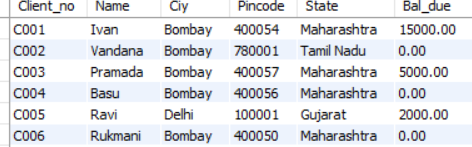 Client_no Name Ciy Pincode State Bal_due
C001 Ivan Bombay 400054 Maharashtra 15000.00
C002 Vandana Bombay 780001 Tamil Nadu 0.00
C003 Pramada Bombay 400057 Maharashtra 5000.00
C004 Basu Bombay 400056 Maharashtra 0.00
C005 Ravi Delhi 100001 Gujarat 2000.00
C006 Rukmani Bombay 400050 Maharashtra 0.00